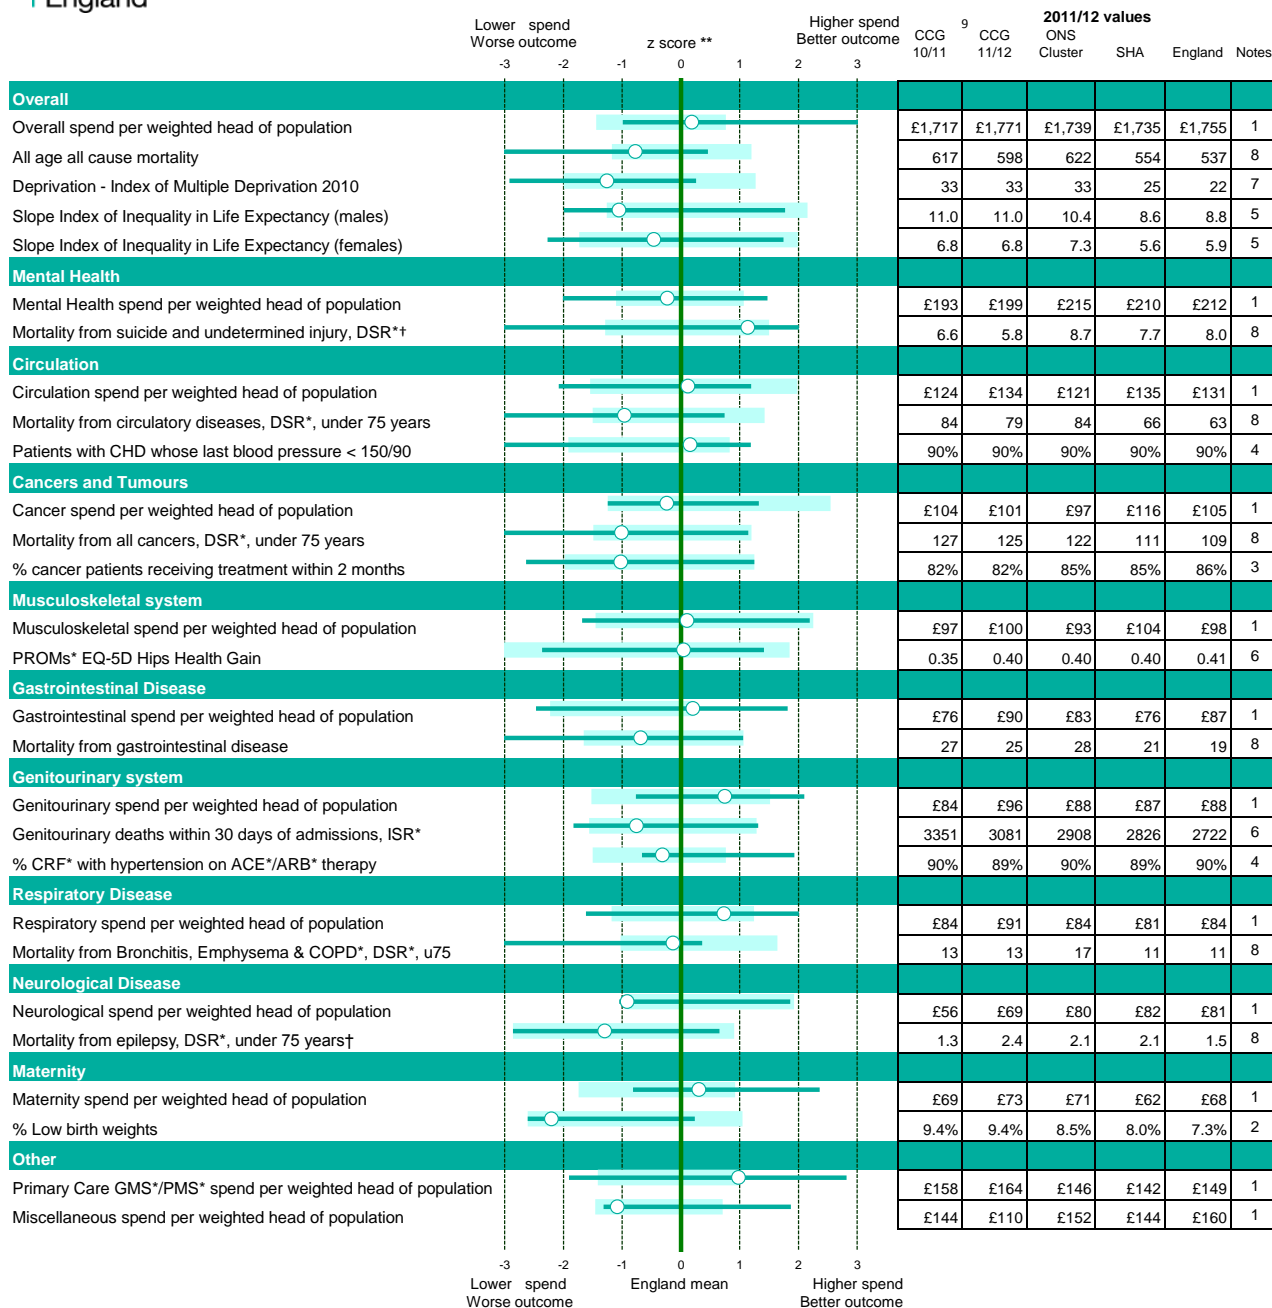 England
Lower spend
Worse outcome
z score **
Higher spend
Better outcome
2011/12 values
CCG 10/11
9 CCG 11/12
ONS Cluster
SHA
England
Notes
-3 -2 -1 0 1 2 3
Overall
Overall spend per weighted head of population £1,717 £1,771 £1,739 £1,735 £1,755 1
All age all cause mortality 617 598 622 554 537 8
Deprivation - Index of Multiple Deprivation 2010 33 33 33 25 22 7
Slope Index of Inequality in Life Expectancy (males) 11.0 11.0 10.4 8.6 8.8 5
Slope Index of Inequality in Life Expectancy (females) 6.8 6.8 7.3 5.6 5.9 5
Mental Health
Mental Health spend per weighted head of population £193 £199 £215 £210 £212 1
Mortality from suicide and undetermined injury, DSR*† 6.6 5.8 8.7 7.7 8.0 8
Circulation
Circulation spend per weighted head of population £124 £134 £121 £135 £131 1
Mortality from circulatory diseases, DSR*, under 75 years 84 79 84 66 63 8
Patients with CHD whose last blood pressure < 150/90 90% 90% 90% 90% 90% 4
Cancers and Tumours
Cancer spend per weighted head of population £104 £101 £97 £116 £105 1
Mortality from all cancers, DSR*, under 75 years 127 125 122 111 109 8
% cancer patients receiving treatment within 2 months 82% 82% 85% 85% 86% 3
Musculoskeletal system
Musculoskeletal spend per weighted head of population £97 £100 £93 £104 £98 1
PROMs* EQ-5D Hips Health Gain 0.35 0.40 0.40 0.40 0.41 6
Gastrointestinal Disease
Gastrointestinal spend per weighted head of population £76 £90 £83 £76 £87 1
Mortality from gastrointestinal disease 27 25 28 21 19 8
Genitourinary system
Genitourinary spend per weighted head of population £84 £96 £88 £87 £88 1
Genitourinary deaths within 30 days of admissions, ISR* 3351 3081 2908 2826 2722 6
% CRF* with hypertension on ACE*/ARB* therapy 90% 89% 90% 89% 90% 4
Respiratory Disease
Respiratory spend per weighted head of population £84 £91 £84 £81 £84 1
Mortality from Bronchitis, Emphysema & COPD*, DSR*, u75 13 13 17 11 11 8
Neurological Disease
Neurological spend per weighted head of population £56 £69 £80 £82 £81 1
Mortality from epilepsy, DSR*, under 75 years† 1.3 2.4 2.1 2.1 1.5 8
Maternity
Maternity spend per weighted head of population £69 £73 £71 £62 £68 1
% Low birth weights 9.4% 9.4% 8.5% 8.0% 7.3% 2
Other
Primary Care GMS*/PMS* spend per weighted head of population £158 £164 £146 £142 £149 1
Miscellaneous spend per weighted head of population £144 £110 £152 £144 £160 1
-3 -2 -1 0 1 2 3
Lower spend
Worse outcome
England mean
Higher spend
Better outcome